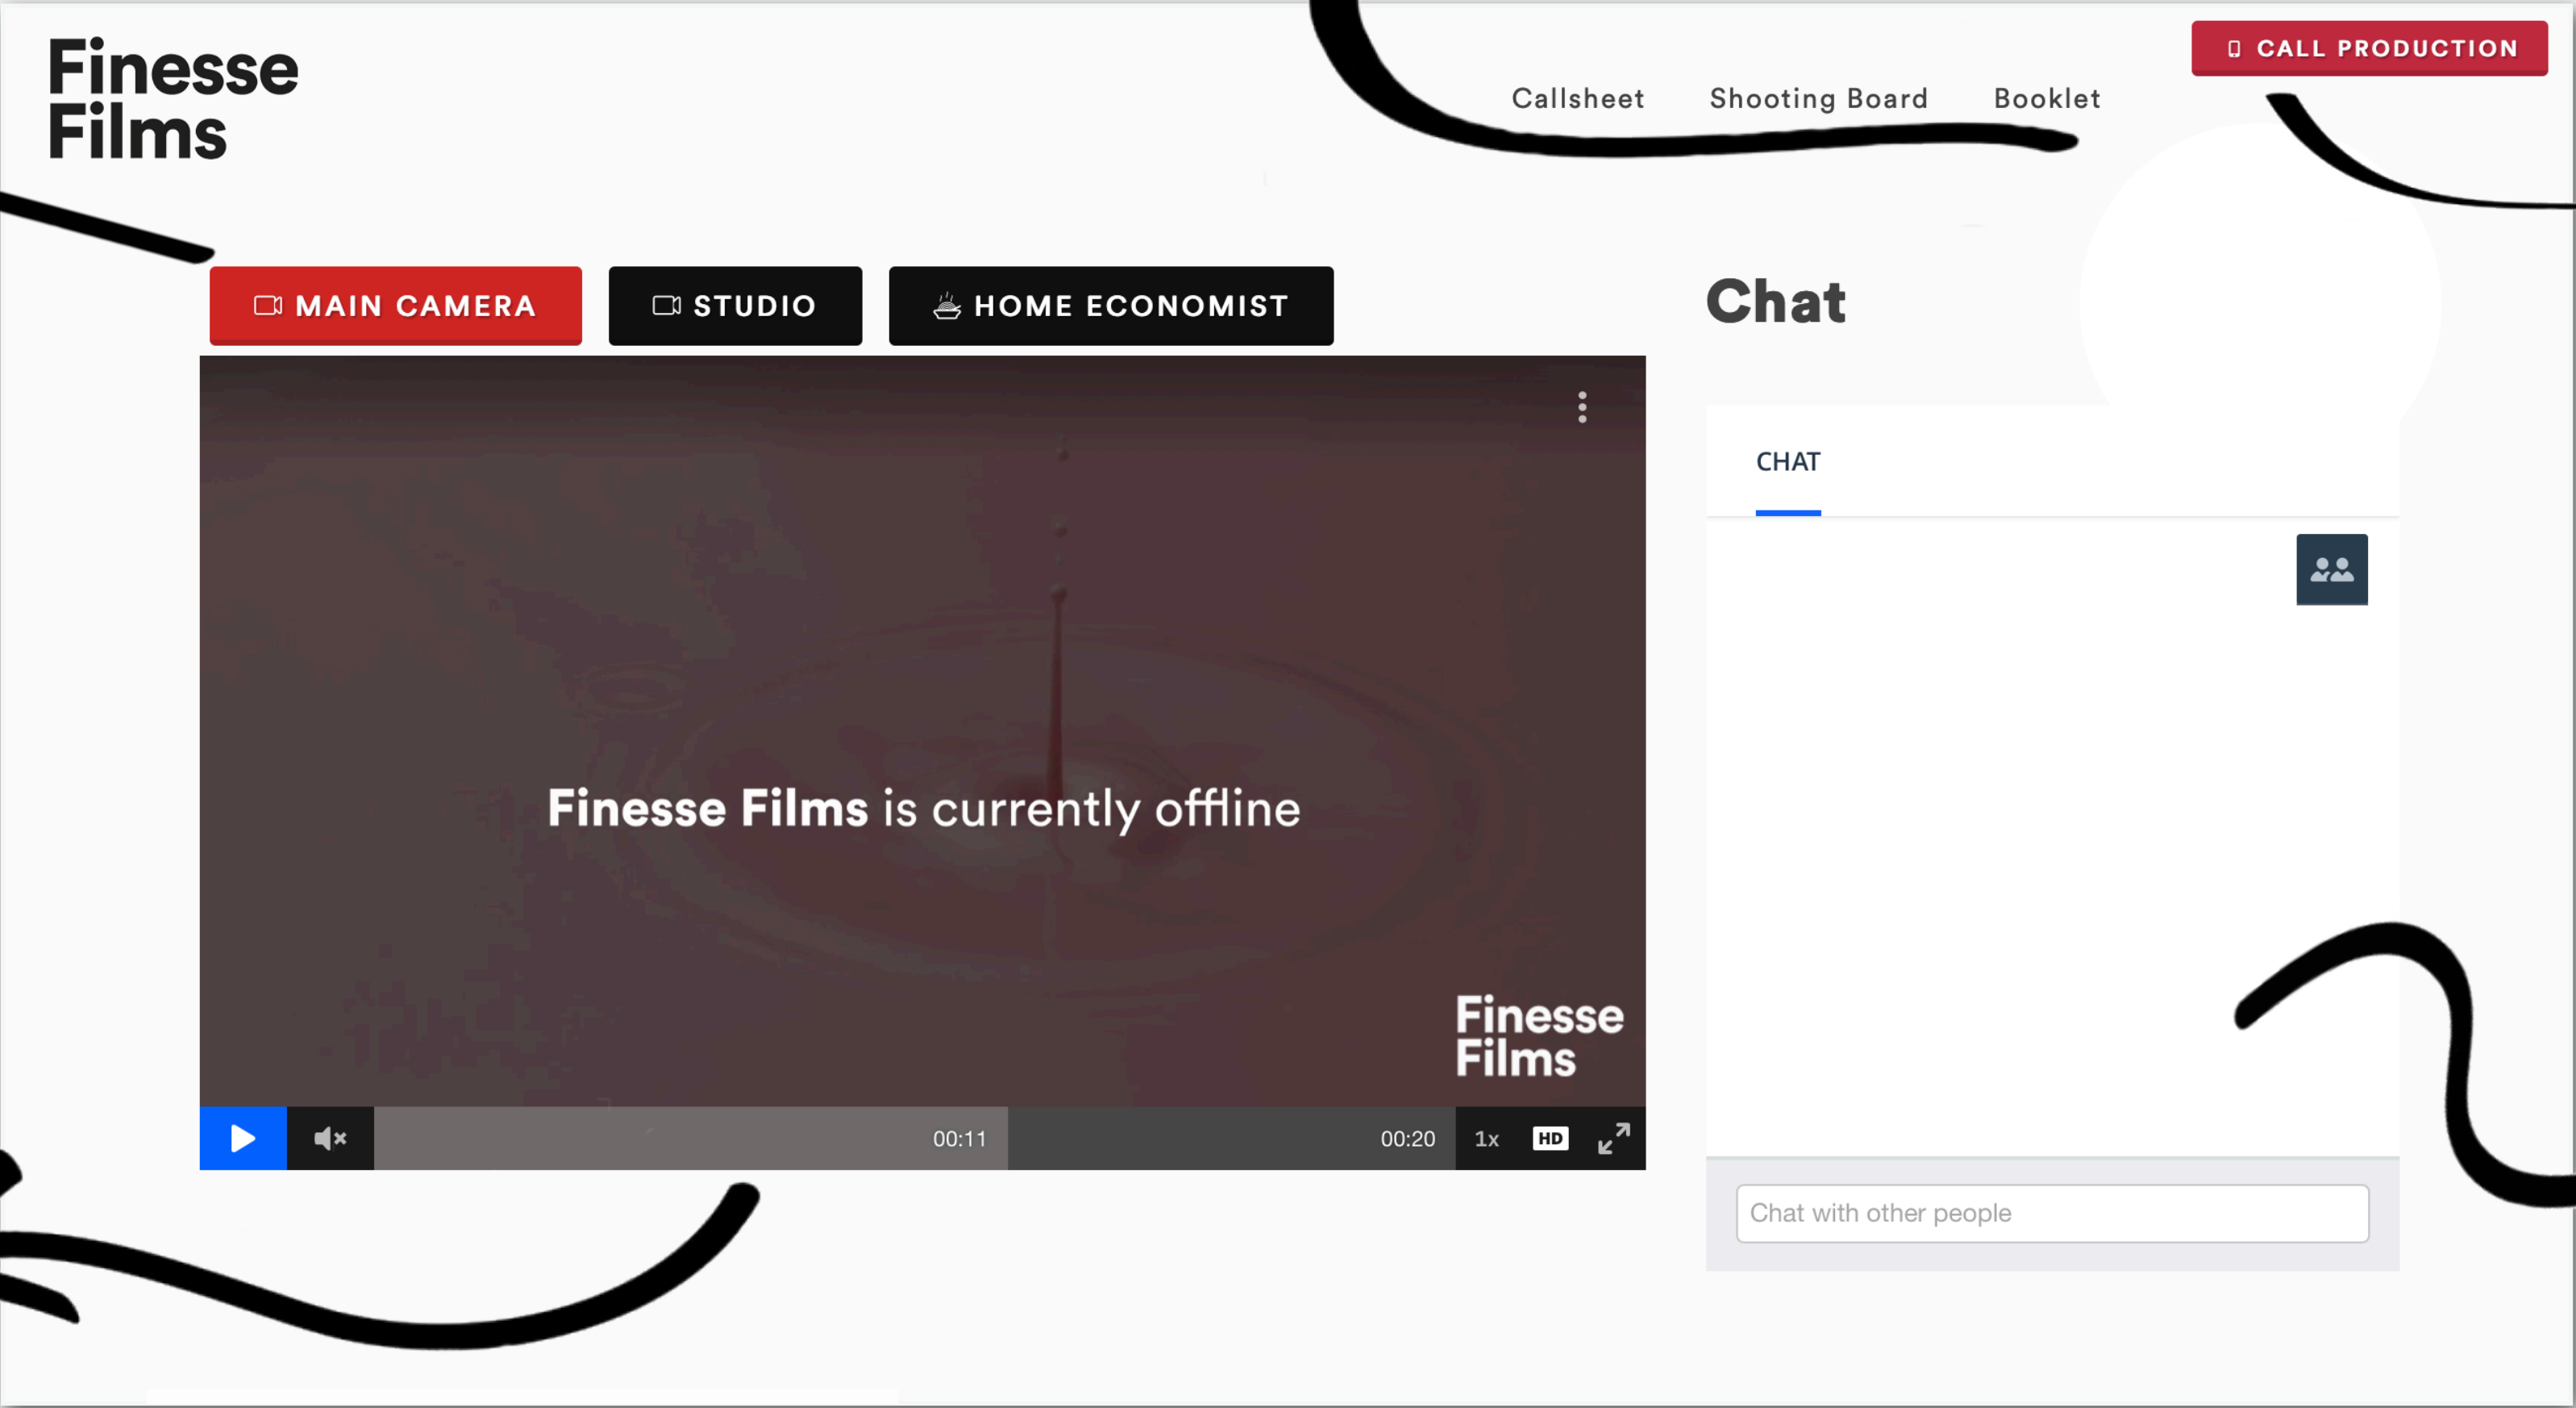 Finesse
Films
CALL PRODUCTION
Callsheet Shooting Board Booklet
MAIN CAMERA STUDIO HOME ECONOMIST
Finesse Films is currently offline
Finesse
Films
00:11 00:20 1x HD
Chat
CHAT
Chat with other people